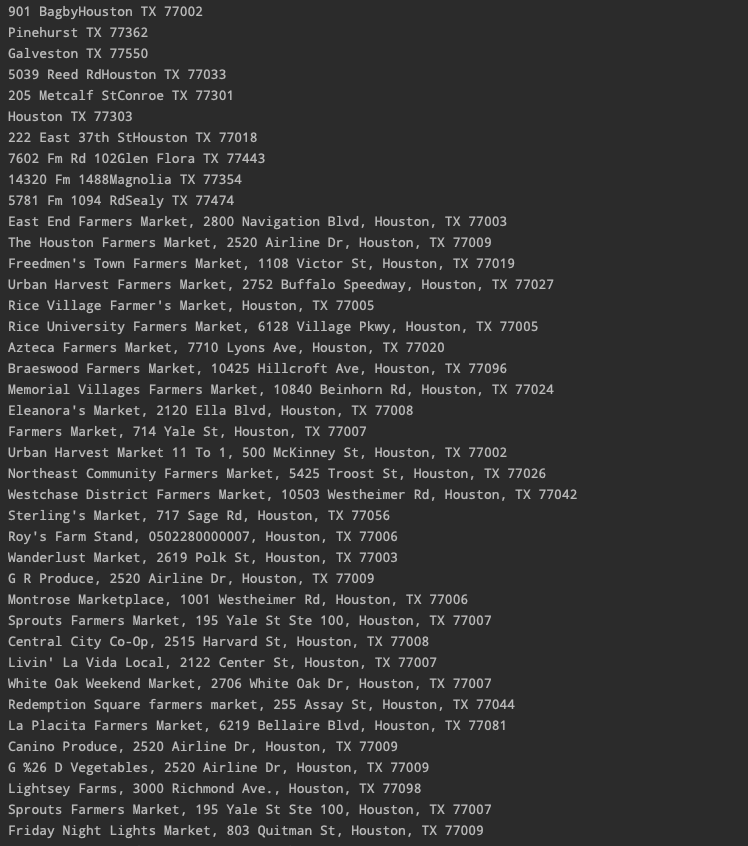 901 BagbyHouston TX 77002
Pinehurst TX 77362
Galveston TX 77550
5039 Reed RdHouston TX 77033
205 Metcalf StConroe TX 77301
Houston TX 77303
222 East 37th StHouston TX 77018
7602 Fm Rd 102Glen Flora TX 77443
14320 Fm 1488Magnolia TX 77354
5781 Fm 1094 RdSealy TX 77474
East End Farmers Market, 2800 Navigation Blvd, Houston, TX 77003
The Houston Farmers Market, 2520 Airline Dr, Houston, TX 77009
Freedmen's Town Farmers Market, 1108 Victor St, Houston, TX 77019
Urban Harvest Farmers Market, 2752 Buffalo Speedway, Houston, TX 77027
Rice Village Farmer's Market, Houston, TX 77005
Rice University Farmers Market, 6128 Village Pkwy, Houston, TX 77005
Azteca Farmers Market, 7710 Lyons Ave, Houston, TX 77020
Braeswood Farmers Market, 10425 Hillcroft Ave, Houston, TX 77096
Memorial Villages Farmers Market, 10840 Beinhorn Rd, Houston, TX 77024
Eleanora's Market, 2120 Ella Blvd, Houston, TX 77008
Farmers Market, 714 Yale St, Houston, TX 77007
Urban Harvest Market 11 To 1, 500 McKinney St, Houston, TX 77002
Northeast Community Farmers Market, 5425 Troost St, Houston, TX 77026
Westchase District Farmers Market, 10503 Westheimer Rd, Houston, TX 77042
Sterling's Market, 717 Sage Rd, Houston, TX 77056
Roy's Farm Stand, 0502280000007, Houston, TX 77006
Wanderlust Market, 2619 Polk St, Houston, TX 77003
G R Produce, 2520 Airline Dr, Houston, TX 77009
Montrose Marketplace, 1001 Westheimer Rd, Houston, TX 77006
Sprouts Farmers Market, 195 Yale St Ste 100, Houston, TX 77007
Central City Co-Op, 2515 Harvard St, Houston, TX 77008
Livin' La Vida Local, 2122 Center St, Houston, TX 77007
White Oak Weekend Market, 2706 White Oak Dr, Houston, TX 77007
Redemption Square farmers market, 255 Assay St, Houston, TX 77044
La Placita Farmers Market, 6219 Bellaire Blvd, Houston, TX 77081
Canino Produce, 2520 Airline Dr, Houston, TX 77009
G %26 D Vegetables, 2520 Airline Dr, Houston, TX 77009
Lightsey Farms, 3000 Richmond Ave., Houston, TX 77098
Sprouts Farmers Market, 195 Yale St Ste 100, Houston, TX 77007
Friday Night Lights Market, 803 Quitman St, Houston, TX 77009